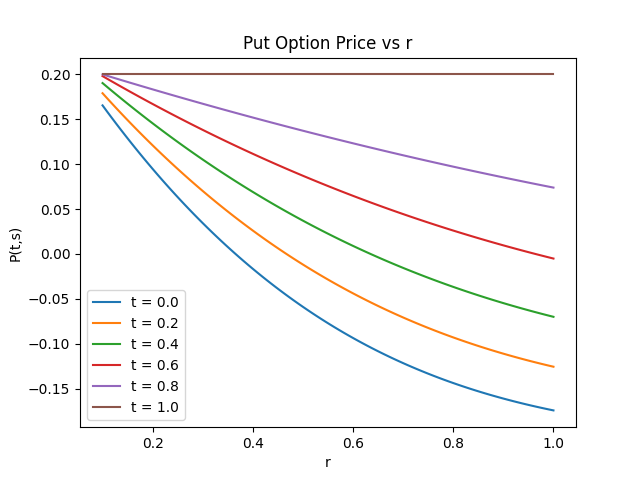 Put Option Price vs r
P(t,s)
0.20
0.15
0.10
0.05
0.00
−0.05
−0.10
−0.15
t = 0.0
t = 0.2
t = 0.4
t = 0.6
t = 0.8
t = 1.0
0.2
0.4
0.6
0.8
1.0
r